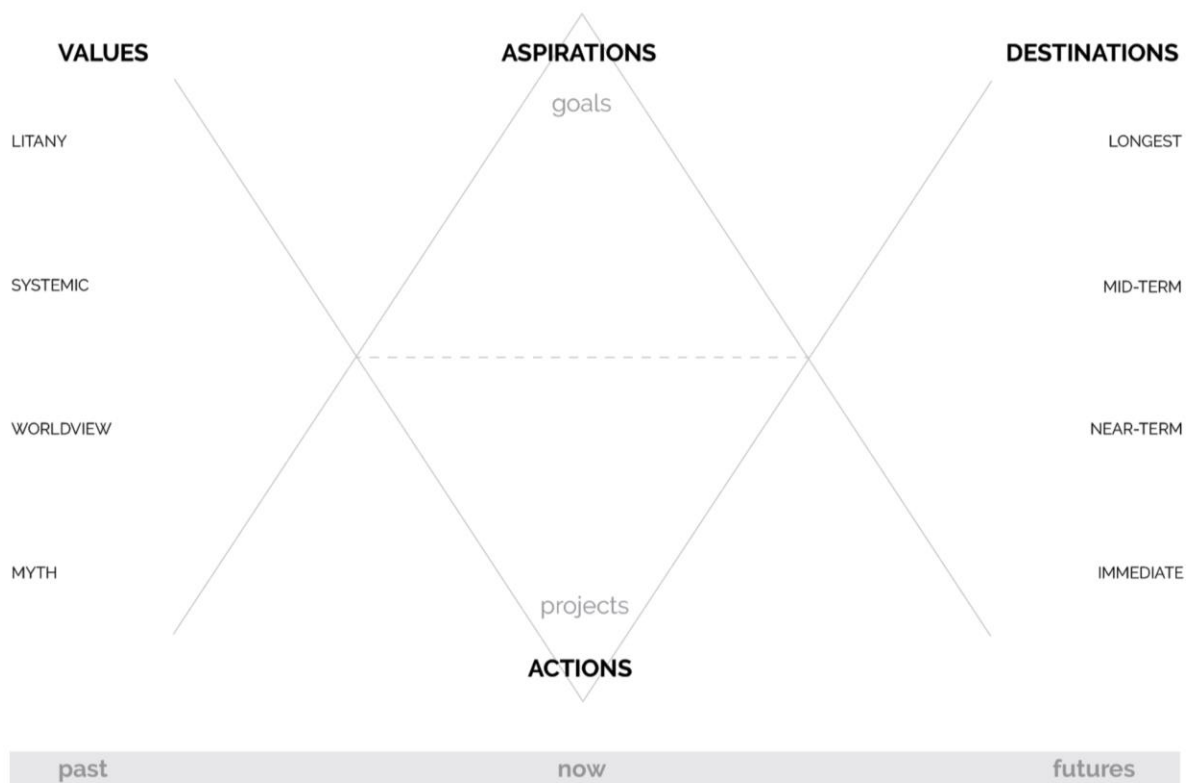 VALUES ASPIRATIONS DESTINATIONS
goals
LITANY LONGEST
SYSTEMIC MID-TERM
WORLDVIEW NEAR-TERM
MYTH IMMEDIATE
projects
ACTIONS
past now futures